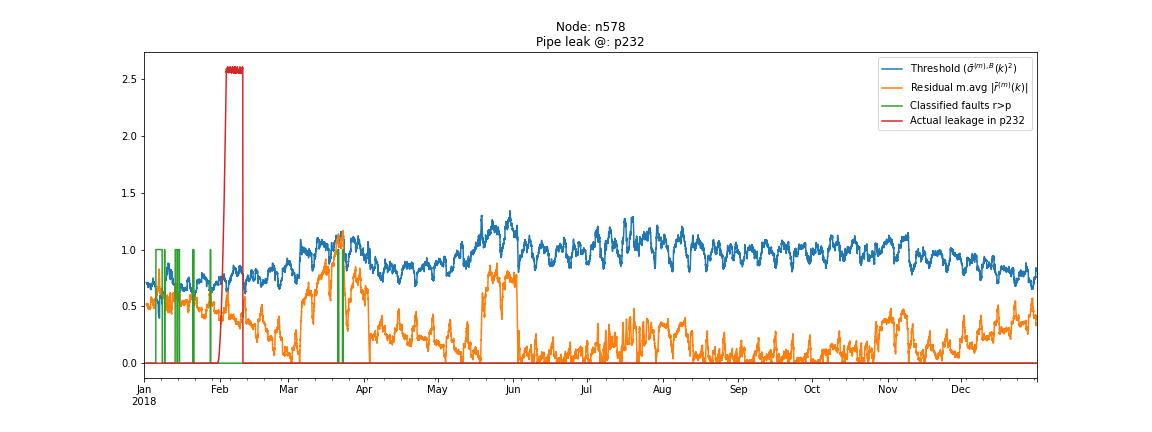 Node: n578
Pipe leak @: p232
Threshold (σ̄⁽ᵐ⁾,ᴮ(k)²)
Residual m.avg |r̄⁽ᵐ⁾(k)|
Classified faults r>p
Actual leakage in p232
2.5
2.0
1.5
1.0
0.5
0.0
Jan Feb Mar Apr May Jun Jul Aug Sep Oct Nov Dec
2018